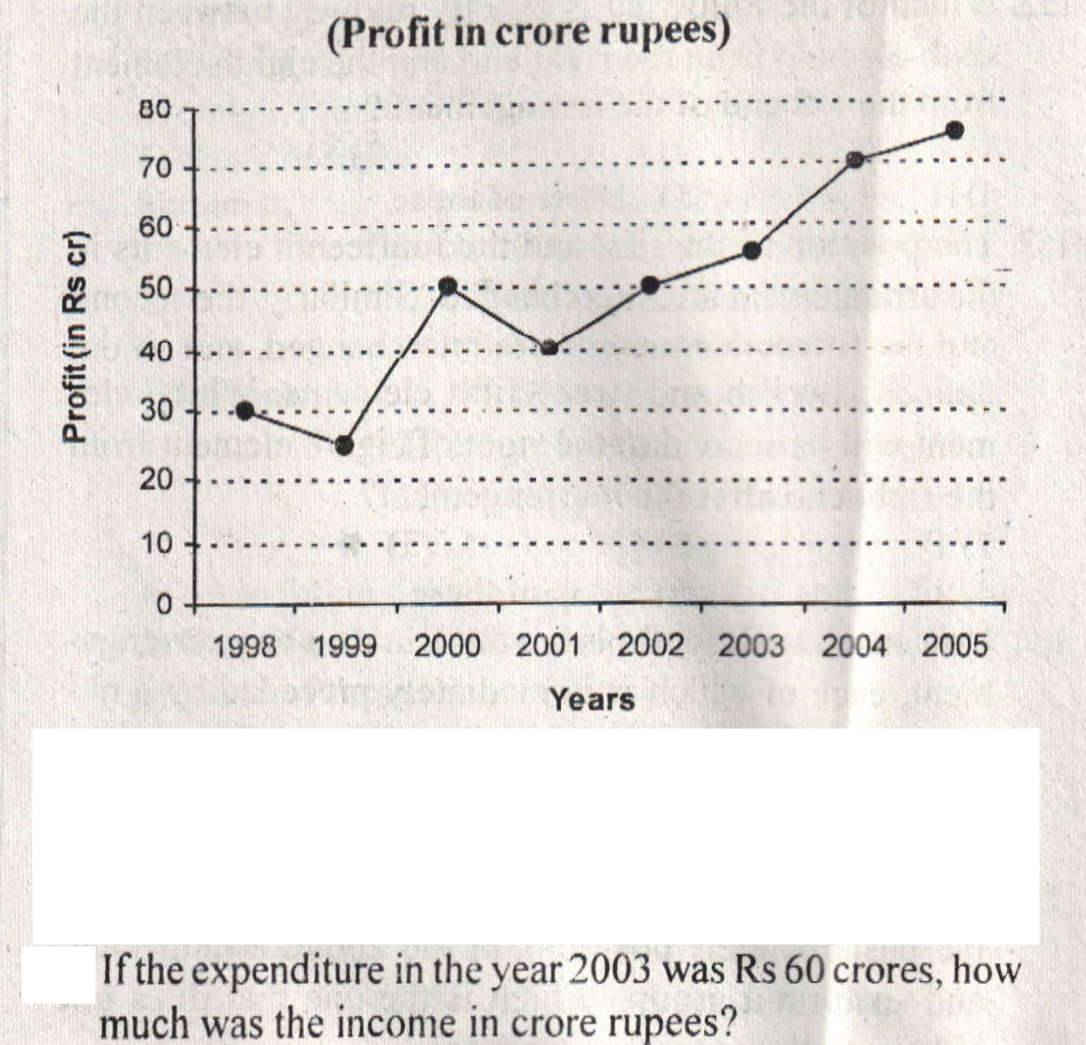 (Profit in crore rupees)
80
70
60
50
40
30
20
10
0
Profit (in Rs cr)
1998 1999 2000 2001 2002 2003 2004 2005
Years
If the expenditure in the year 2003 was Rs 60 crores, how
much was the income in crore rupees?